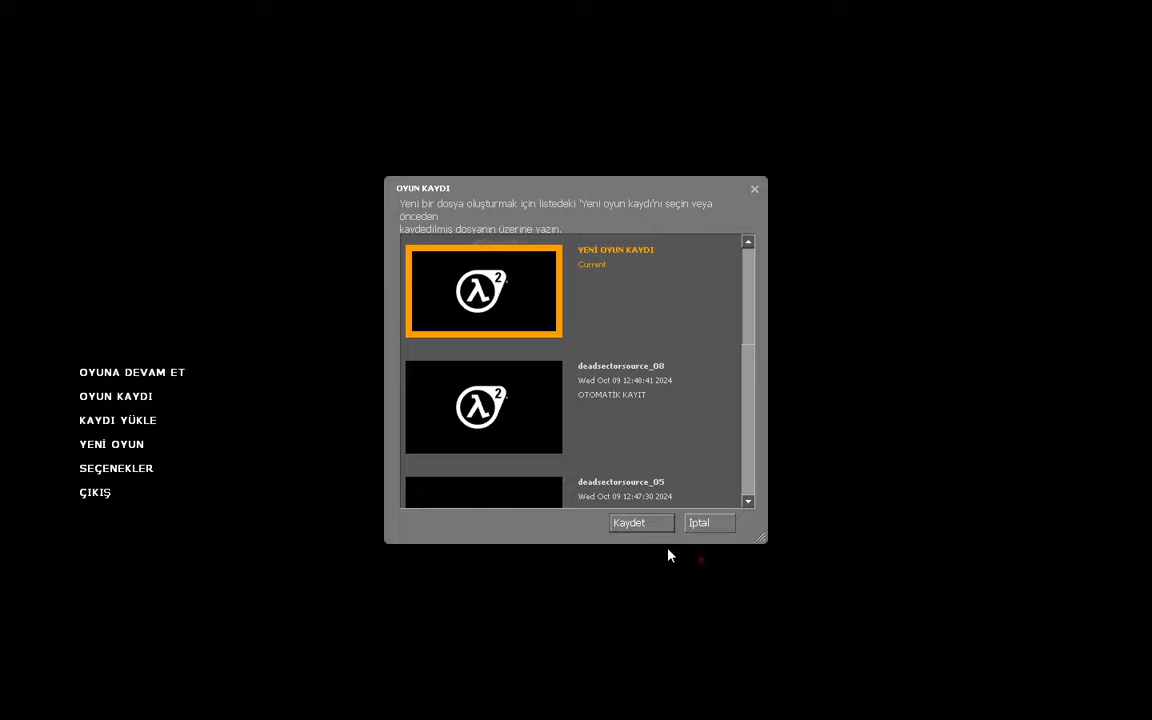 OYUN KAYDI
Yeni bir dosya oluşturmak için listedeki 'Yeni oyun kaydı'nı seçin veya
önceden
kaydedilmiş dosyanın üzerine yazın.
YENİ OYUN KAYDI
Current
deadsectorsource_08
Wed Oct 09 12:48:41 2024
OTOMATİK KAYIT
deadsectorsource_05
Wed Oct 09 12:47:30 2024
Kaydet
İptal
OYUNA DEVAM ET
OYUN KAYDI
KAYDI YÜKLE
YENİ OYUN
SEÇENEKLER
ÇIKIŞ
λ2
λ2